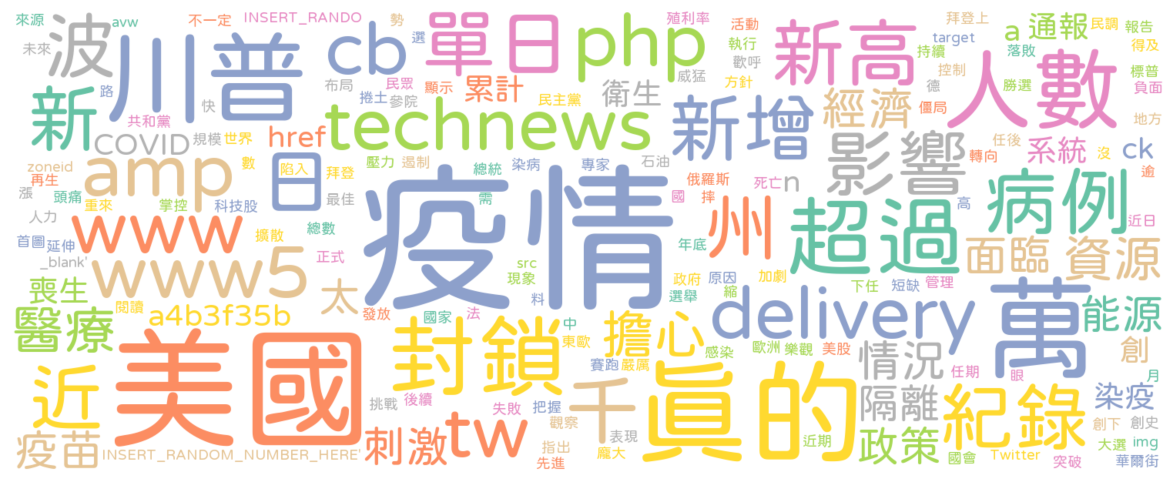 來源 avw 不一定 INSERT_RANDO 勢 殖利率 活動 拜登上 民調 報告
未來 波 川普 cb 選 單日 php 執行 新高 target a 通報 得及
路 新 快 布局 民眾 顯示 累計 威猛 歡呼 持續 落敗 人數 標普
共和黨 捲土 參院 民主黨 衛生 方針 控制 德 勝選 負面
COVID 規模 世界 href technews 新增 經濟 僵局 地方
zoneid amp 數 陷入 日 拜登 壓力 遏制 總統 染病 專家 石油 影響 任後 轉向 系統 沒 ck
再生 漲 頭痛 重來 掌控 科技股 最佳 需 疫情 國 俄羅斯 摔 死亡 n 高 超過 病例 逾
人力 www 擴散 總數 州 近日
首圖 延伸 _blank' www5 正式 src 現象 年底 面臨 資源
喪生 閱讀 太 料 政府 原因 加劇 下任 短缺 管理
醫療 a4b3f35b 發放 國家 法 中 選舉 縮 delivery 萬 能源
近 美國 封鎖 東歐 擔心 感染 歐洲 樂觀 美股 情況 創
賽跑 嚴厲 任期 眼 月
挑戰 後續 失敗 把握 千 真的 隔離 紀錄 染疫
疫苗 INSERT_RANDOM_NUMBER_HERE' 刺激 tw 觀察 表現 近期 政策 創下 創史
指出 先進 龐大 國會 Twitter 大選 突破 img 華爾街